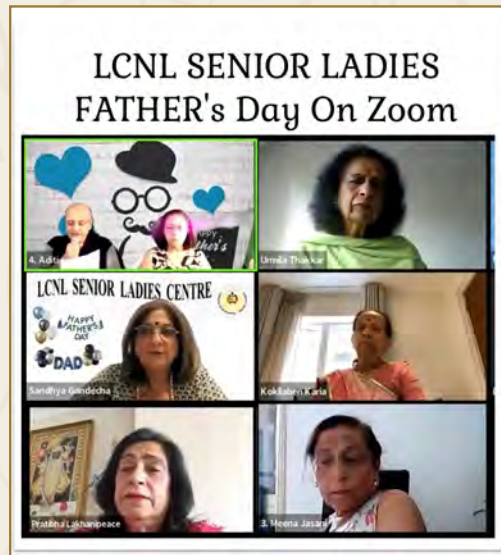 LCNL SENIOR LADIES
FATHER's Day On Zoom
4. Aditi
Urmila Thakkar
LCNL SENIOR LADIES CENTRE
HAPPY
FATHER'S
DAY
DAD
Sandhya Gandecha
Kokilaben Karia
Pratibha Lakhanipeace
3. Meena Jasani